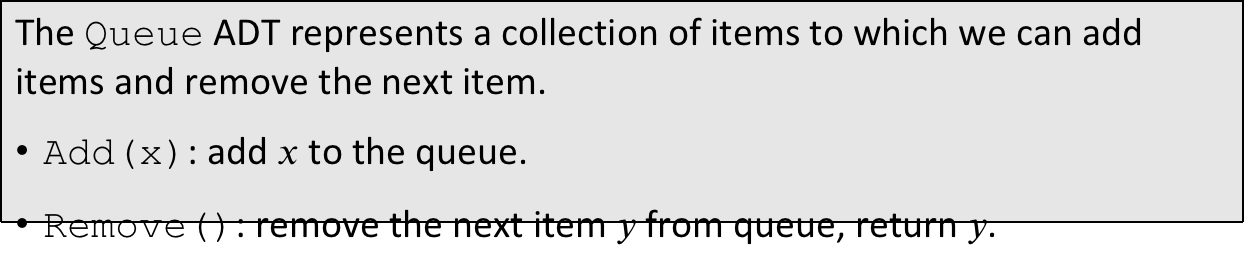 The Queue ADT represents a collection of items to which we can add
items and remove the next item.
• Add(x): add x to the queue.
• Remove(): remove the next item y from queue, return y.